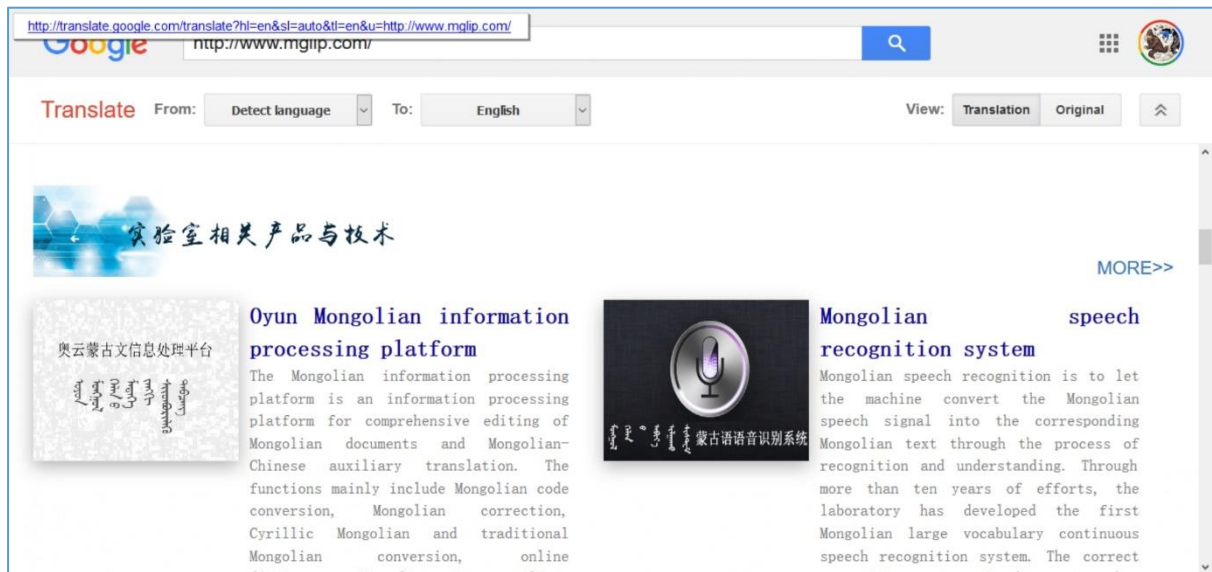 http://translate.google.com/translate?hl=en&sl=auto&tl=en&u=http://www.mglip.com/
Google http://www.mglip.com/
Translate From: Detect language To: English View: Translation Original
实验室相关产品与技术
MORE>>
奥云蒙古文信息处理平台
Oyun Mongolian information
processing platform
The Mongolian information processing
platform is an information processing
platform for comprehensive editing of
Mongolian documents and Mongolian-
Chinese auxiliary translation. The
functions mainly include Mongolian code
conversion, Mongolian correction,
Cyrillic Mongolian and traditional
Mongolian conversion, online
蒙古语语音识别系统
Mongolian speech
recognition system
Mongolian speech recognition is to let
the machine convert the Mongolian
speech signal into the corresponding
Mongolian text through the process of
recognition and understanding. Through
more than ten years of efforts, the
laboratory has developed the first
Mongolian large vocabulary continuous
speech recognition system. The correct